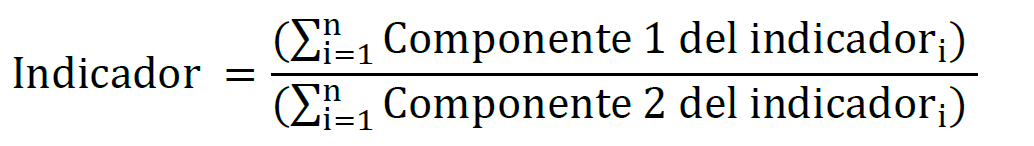 Indicador = (∑ⁿᵢ₌₁ Componente 1 del indicadorᵢ)
(∑ⁿᵢ₌₁ Componente 2 del indicadorᵢ)